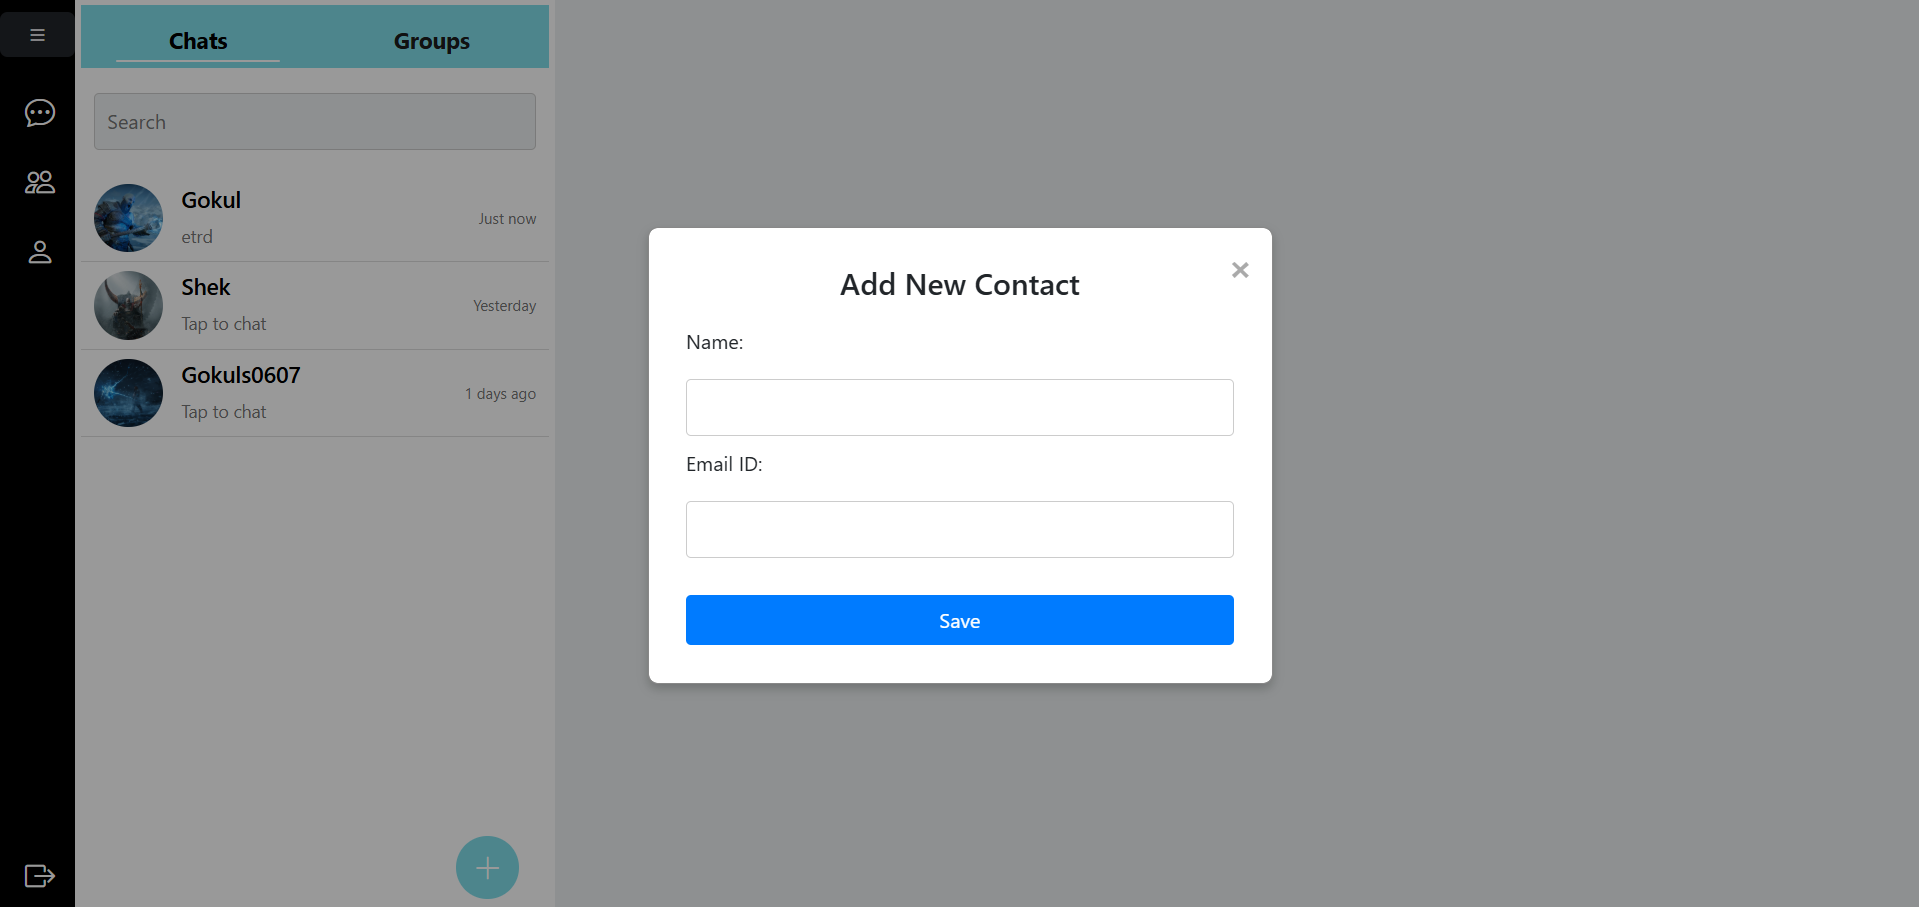 Chats
Groups
Search
Gokul
etrd
Just now
Shek
Tap to chat
Yesterday
Gokuls0607
Tap to chat
1 days ago
Add New Contact
Name:
Email ID:
Save